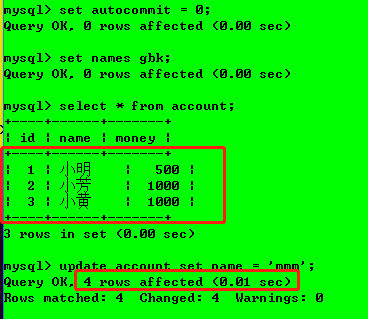 mysql> set autocommit = 0;
Query OK, 0 rows affected (0.00 sec)
mysql> set names gbk;
Query OK, 0 rows affected (0.00 sec)
mysql> select * from account;
+----+------+-------+
| id | name | money |
+----+------+-------+
| 1 | 小明 | 500 |
| 2 | 小芳 | 1000 |
| 3 | 小黄 | 1000 |
+----+------+-------+
3 rows in set (0.00 sec)
mysql> update account set name = 'mmm';
Query OK, 4 rows affected (0.01 sec)
Rows matched: 4 Changed: 4 Warnings: 0